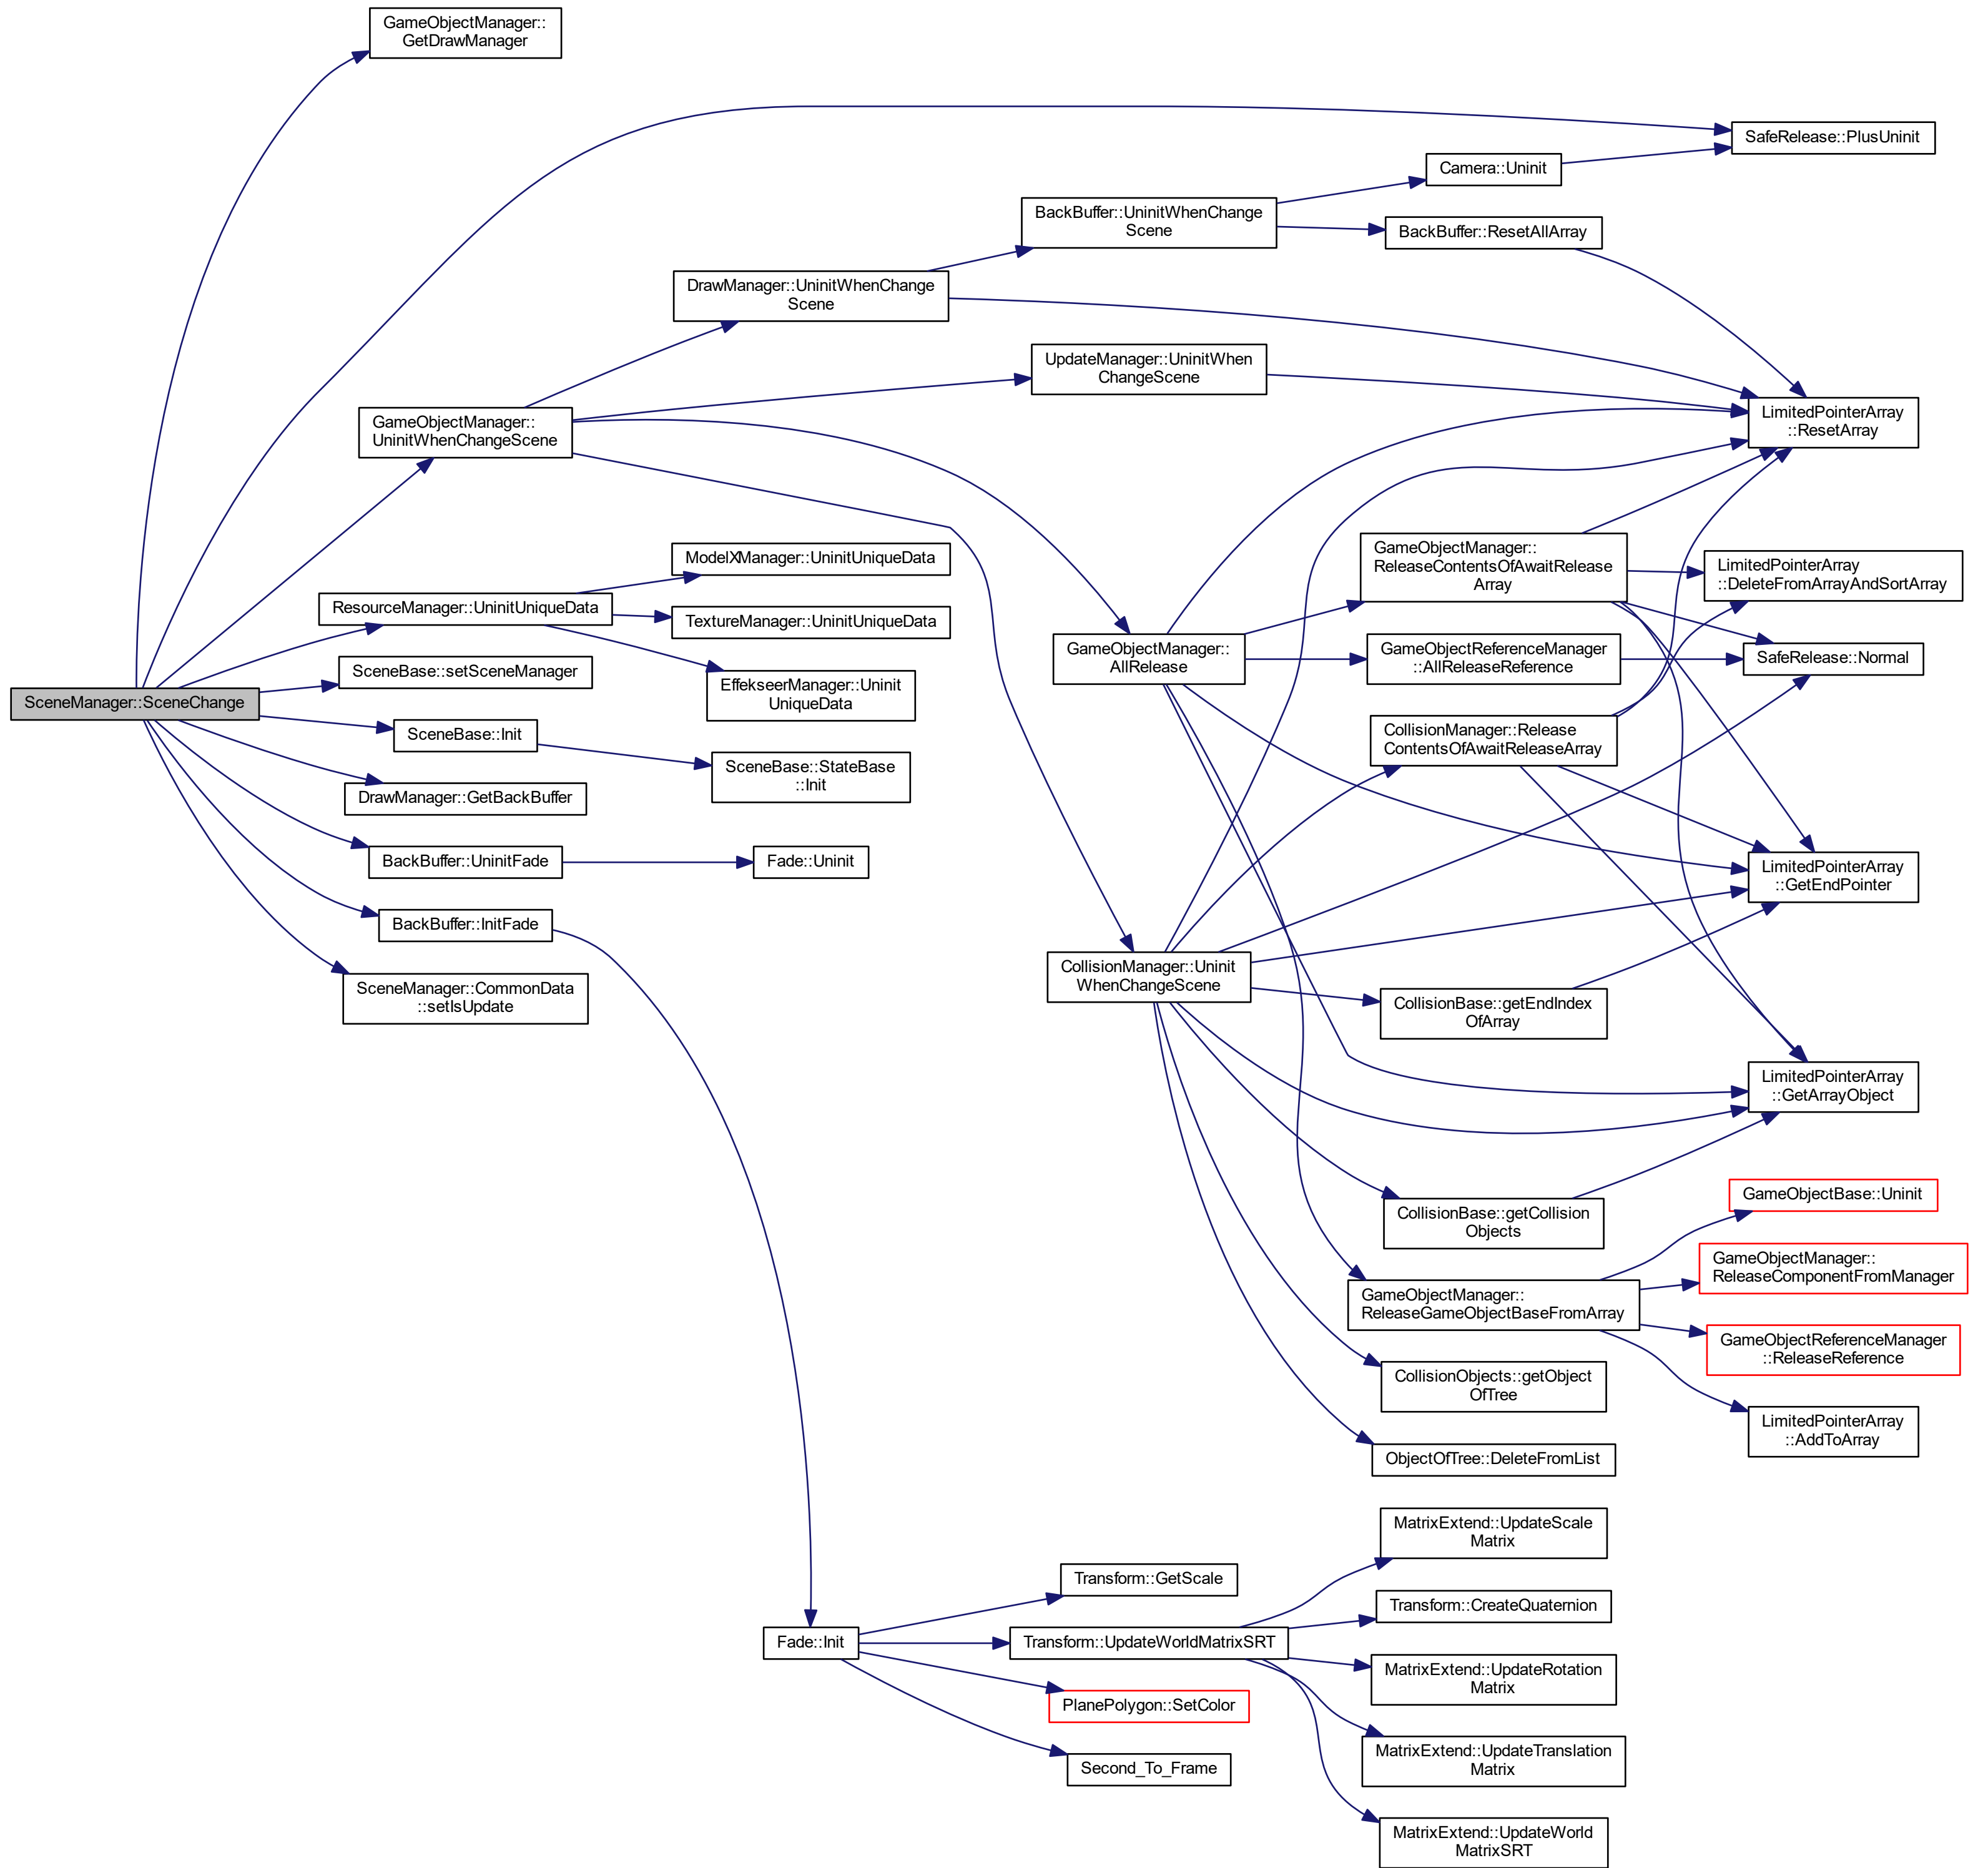 GameObjectManager::
GetDrawManager
SafeRelease::PlusUninit
Camera::Uninit
BackBuffer::UninitWhenChange
Scene
BackBuffer::ResetAllArray
DrawManager::UninitWhenChange
Scene
UpdateManager::UninitWhen
ChangeScene
LimitedPointerArray
::ResetArray
GameObjectManager::
UninitWhenChangeScene
ModelXManager::UninitUniqueData
GameObjectManager::
ReleaseContentsOfAwaitRelease
Array
LimitedPointerArray
::DeleteFromArrayAndSortArray
ResourceManager::UninitUniqueData
TextureManager::UninitUniqueData
GameObjectManager::
AllRelease
GameObjectReferenceManager
::AllReleaseReference
SafeRelease::Normal
SceneBase::setSceneManager
EffekseerManager::Uninit
UniqueData
SceneManager::SceneChange
SceneBase::Init
CollisionManager::Release
ContentsOfAwaitReleaseArray
SceneBase::StateBase
::Init
DrawManager::GetBackBuffer
BackBuffer::UninitFade
Fade::Uninit
LimitedPointerArray
::GetEndPointer
BackBuffer::InitFade
CollisionManager::Uninit
WhenChangeScene
SceneManager::CommonData
::setIsUpdate
CollisionBase::getEndIndex
OfArray
LimitedPointerArray
::GetArrayObject
GameObjectBase::Uninit
CollisionBase::getCollision
Objects
GameObjectManager::
ReleaseComponentFromManager
GameObjectManager::
ReleaseGameObjectBaseFromArray
GameObjectReferenceManager
::ReleaseReference
CollisionObjects::getObject
OfTree
LimitedPointerArray
::AddToArray
ObjectOfTree::DeleteFromList
MatrixExtend::UpdateScale
Matrix
Transform::GetScale
Transform::CreateQuaternion
Fade::Init
Transform::UpdateWorldMatrixSRT
MatrixExtend::UpdateRotation
Matrix
PlanePolygon::SetColor
MatrixExtend::UpdateTranslation
Matrix
Second_To_Frame
MatrixExtend::UpdateWorld
MatrixSRT